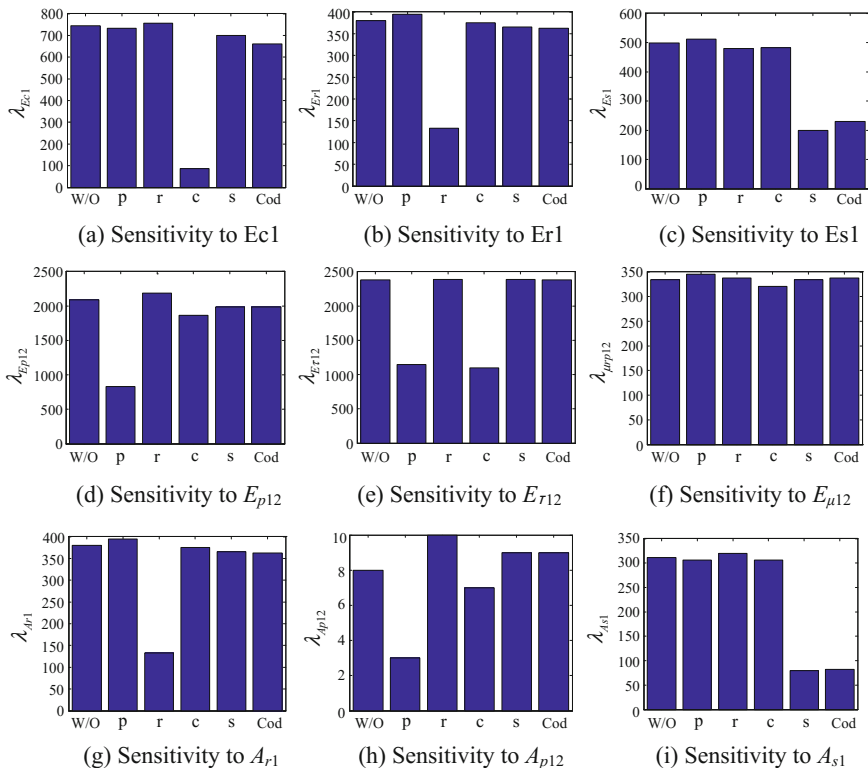 800
700
600
500
400
300
200
100
0
λEc1
W/O p r c s Cod
(a) Sensitivity to Ec1
400
350
300
250
200
150
100
50
0
λEr1
W/O p r c s Cod
(b) Sensitivity to Er1
600
500
400
300
200
100
0
λEs1
W/O p r c s Cod
(c) Sensitivity to Es1
2500
2000
1500
1000
500
0
λEp12
W/O p r c s Cod
(d) Sensitivity to Ep12
2500
2000
1500
1000
500
0
λEτ12
W/O p r c s Cod
(e) Sensitivity to Eτ12
350
300
250
200
150
100
50
0
λμrp12
W/O p r c s Cod
(f) Sensitivity to Eμ12
400
350
300
250
200
150
100
50
0
λAr1
W/O p r c s Cod
(g) Sensitivity to Ar1
10
8
6
4
2
0
λAp12
W/O p r c s Cod
(h) Sensitivity to Ap12
350
300
250
200
150
100
50
0
λAs1
W/O p r c s Cod
(i) Sensitivity to As1